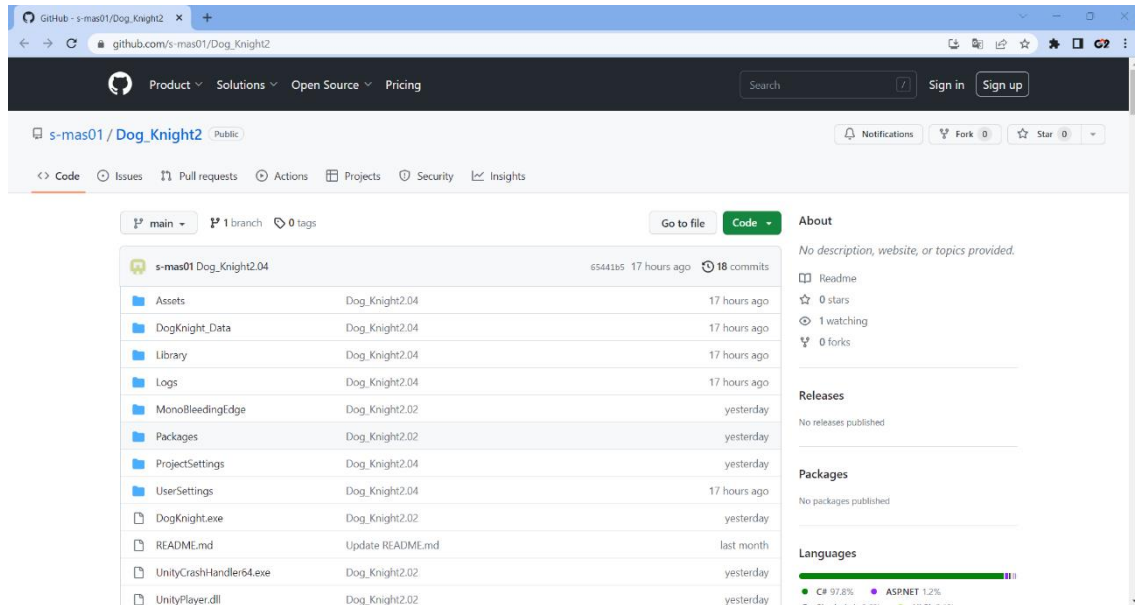 GitHub - s-mas01/Dog_Knight2
github.com/s-mas01/Dog_Knight2
Product Solutions Open Source Pricing Search / Sign in Sign up
s-mas01 / Dog_Knight2 Public Notifications Fork 0 Star 0
<> Code Issues Pull requests Actions Projects Security Insights
main 1 branch 0 tags Go to file Code
s-mas01 Dog_Knight2.04 65441b5 17 hours ago 18 commits
Assets Dog_Knight2.04 17 hours ago
DogKnight_Data Dog_Knight2.04 17 hours ago
Library Dog_Knight2.04 17 hours ago
Logs Dog_Knight2.04 17 hours ago
MonoBleedingEdge Dog_Knight2.02 yesterday
Packages Dog_Knight2.02 yesterday
ProjectSettings Dog_Knight2.04 yesterday
UserSettings Dog_Knight2.04 17 hours ago
DogKnight.exe Dog_Knight2.02 yesterday
README.md Update README.md last month
UnityCrashHandler64.exe Dog_Knight2.02 yesterday
UnityPlayer.dll Dog_Knight2.02 yesterday
About
No description, website, or topics provided.
Readme
0 stars
1 watching
0 forks
Releases
No releases published
Packages
No packages published
Languages
C# 97.8% ASP.NET 1.2%